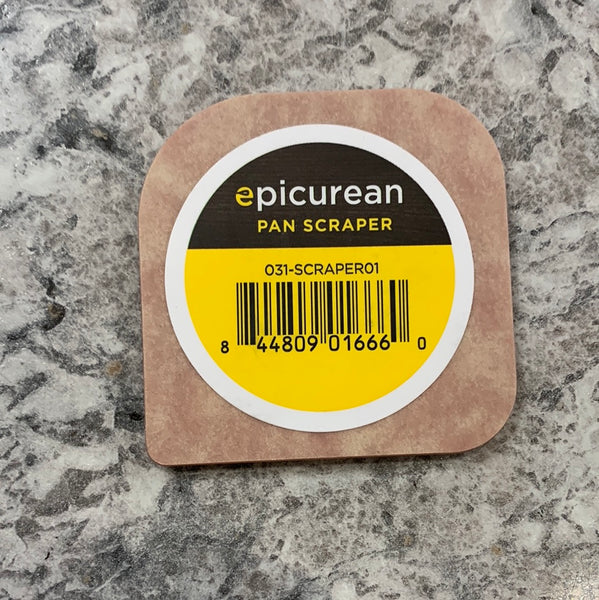 epicurean
PAN SCRAPER
031-SCRAPER01
8 44809 01666 0